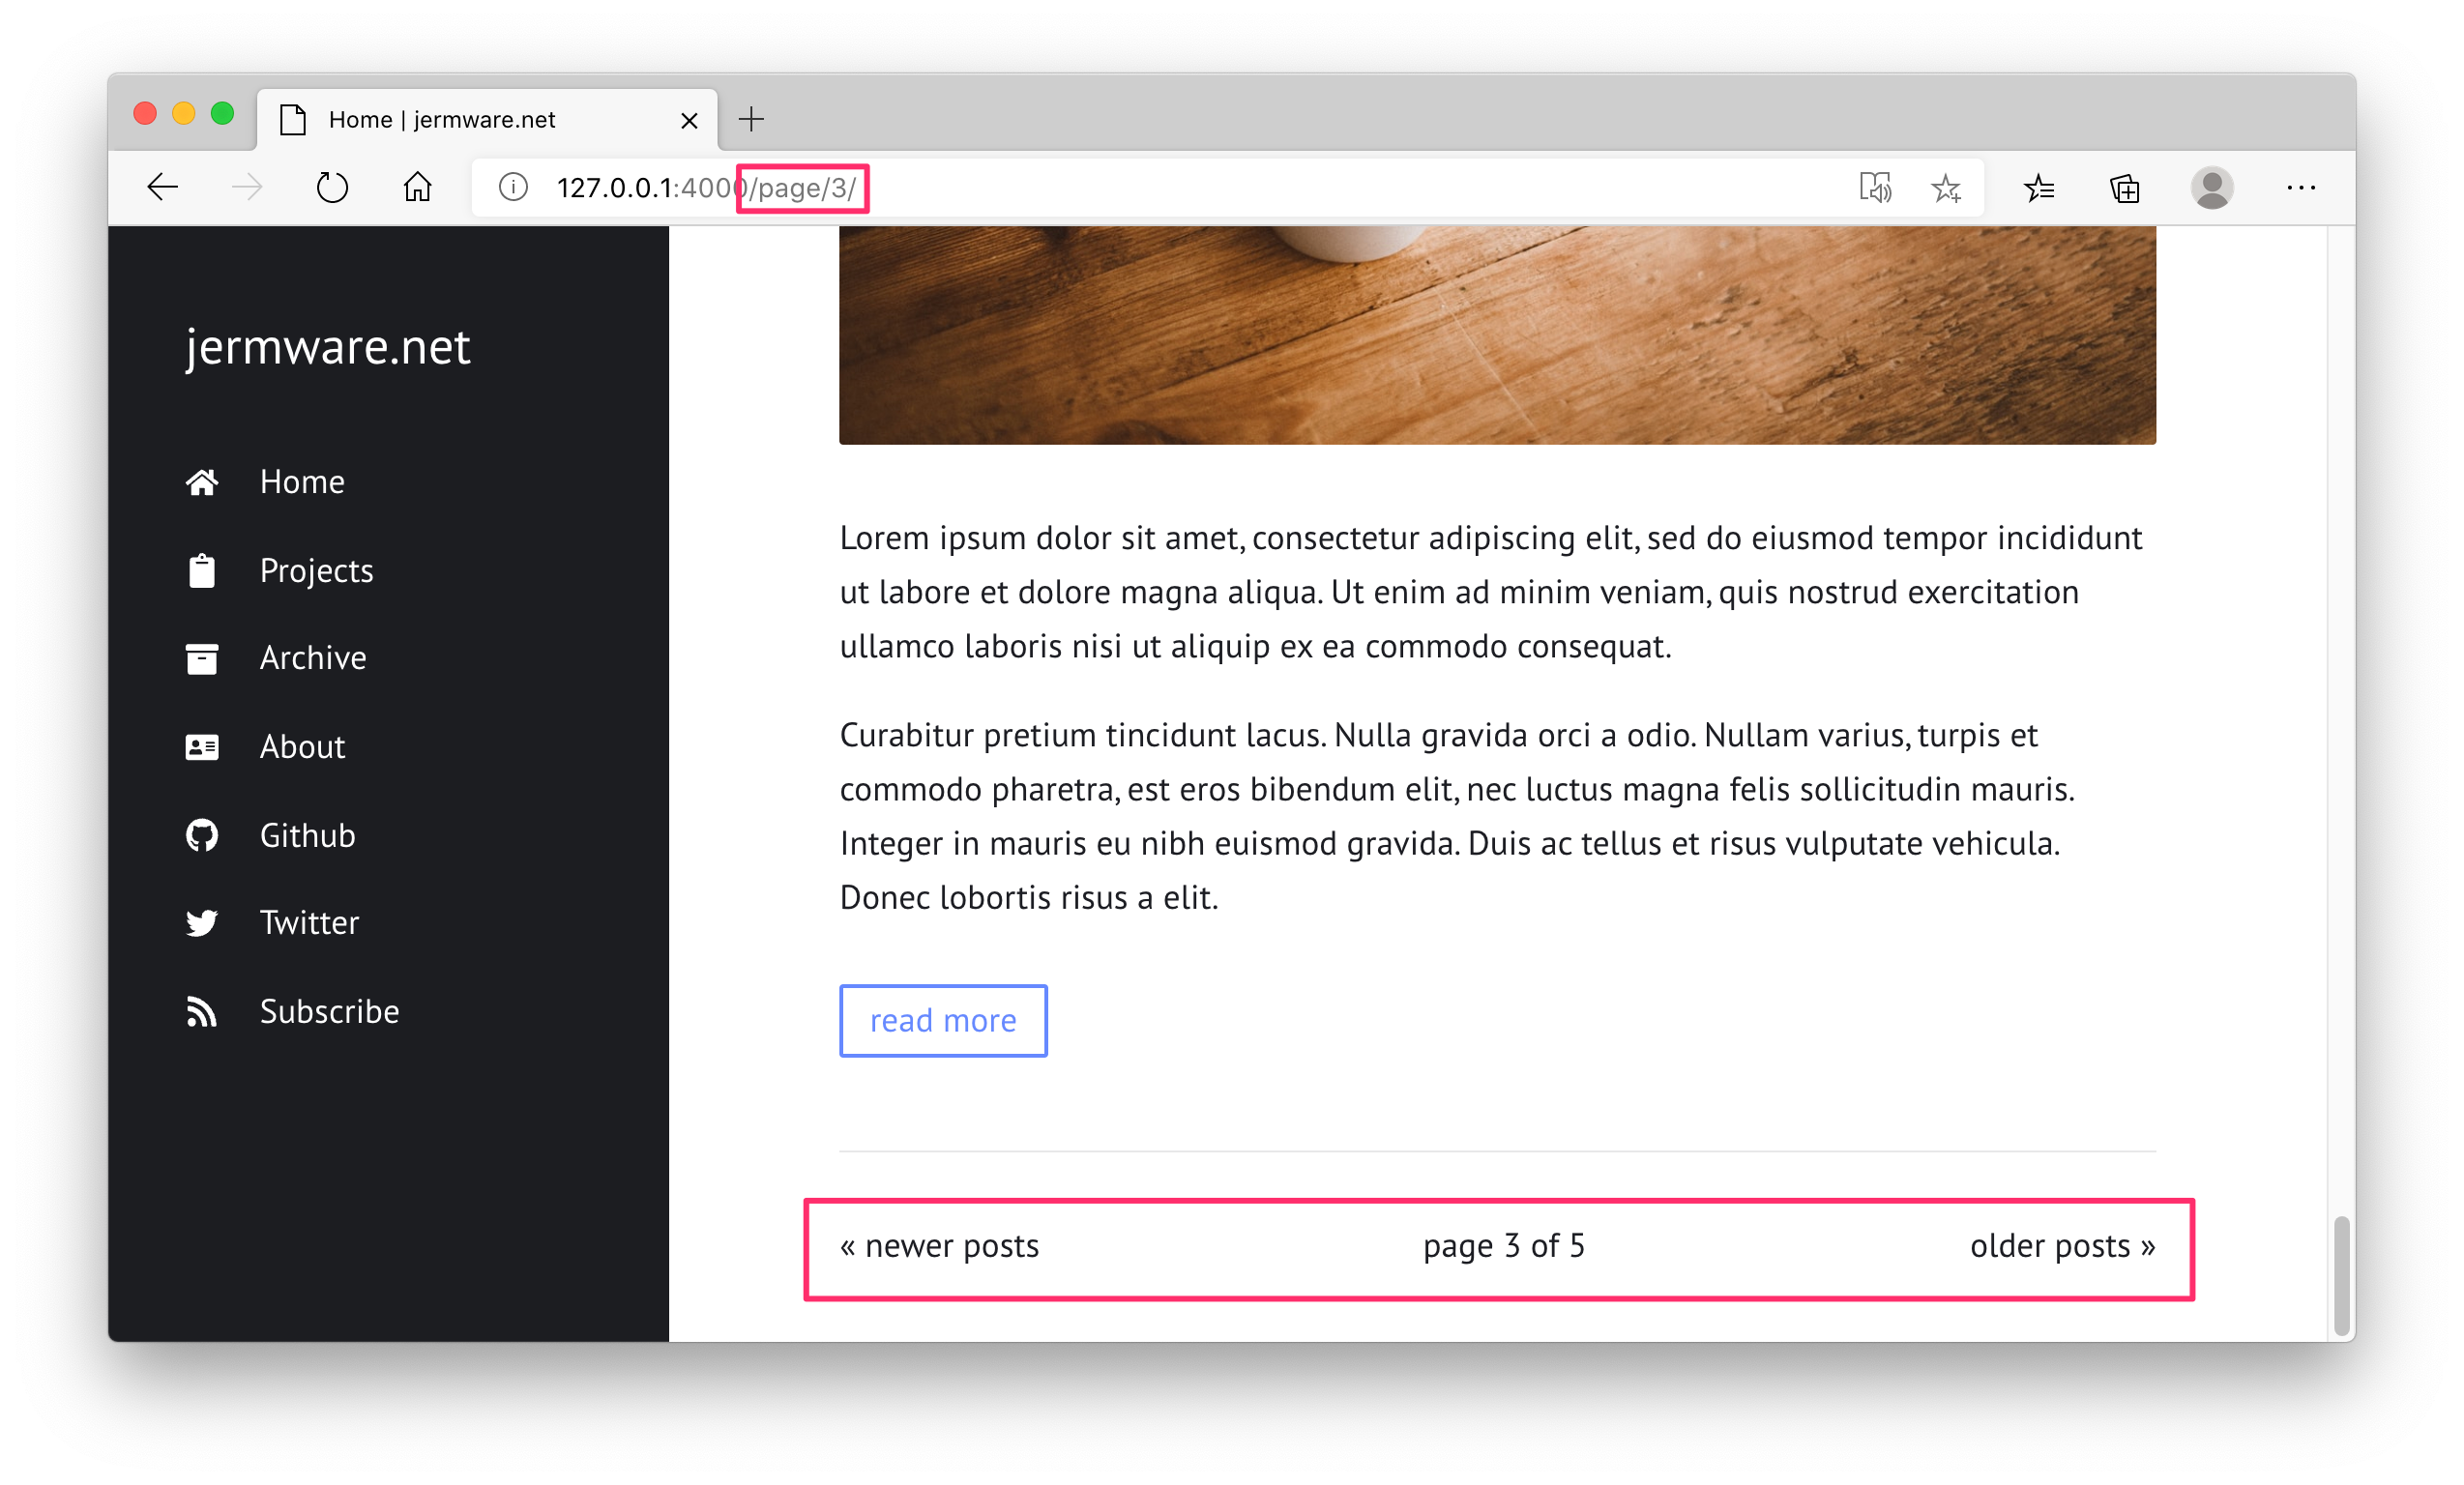 Home | jermware.net
127.0.0.1:4000/page/3/
jermware.net
Home
Projects
Archive
About
Github
Twitter
Subscribe
Lorem ipsum dolor sit amet, consectetur adipiscing elit, sed do eiusmod tempor incididunt
ut labore et dolore magna aliqua. Ut enim ad minim veniam, quis nostrud exercitation
ullamco laboris nisi ut aliquip ex ea commodo consequat.
Curabitur pretium tincidunt lacus. Nulla gravida orci a odio. Nullam varius, turpis et
commodo pharetra, est eros bibendum elit, nec luctus magna felis sollicitudin mauris.
Integer in mauris eu nibh euismod gravida. Duis ac tellus et risus vulputate vehicula.
Donec lobortis risus a elit.
read more
« newer posts page 3 of 5 older posts »